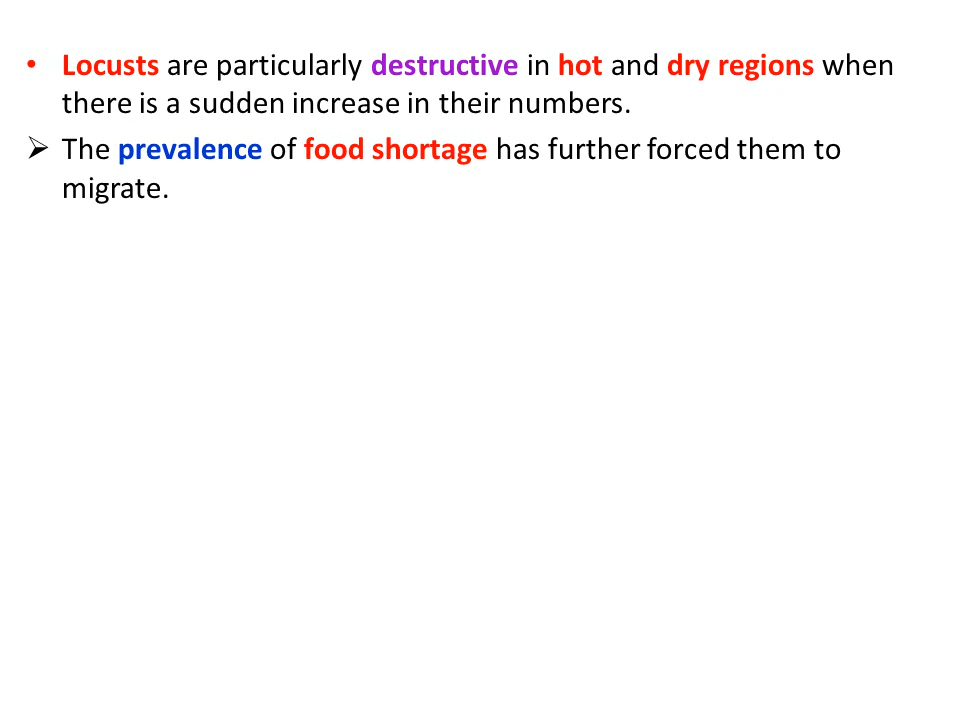 • Locusts are particularly destructive in hot and dry regions when
there is a sudden increase in their numbers.
➢ The prevalence of food shortage has further forced them to
migrate.